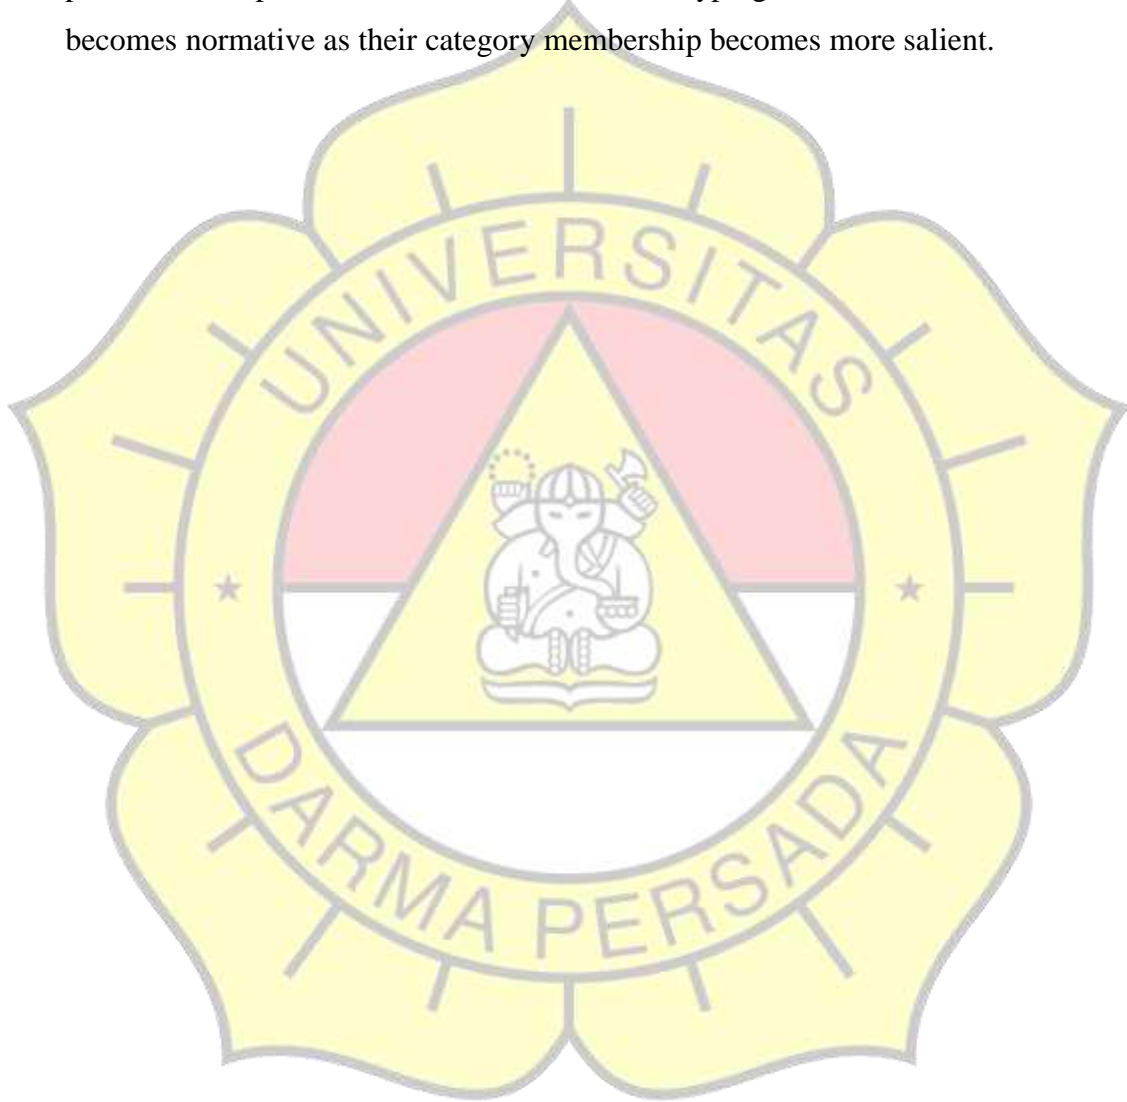 becomes normative as their category membership becomes more salient.
UNIVERSITAS
DARMA PERSADA